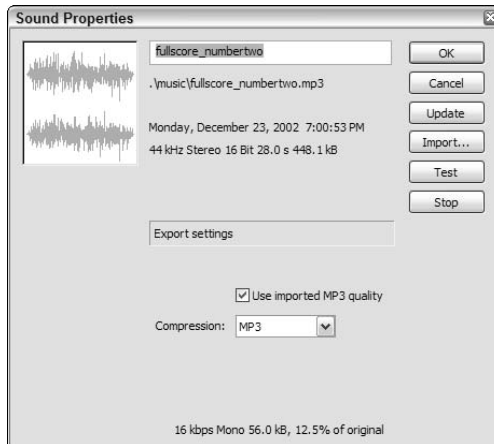 Sound Properties
fullscore_numbertwo
.\music\fullscore_numbertwo.mp3
Monday, December 23, 2002 7:00:53 PM
44 kHz Stereo 16 Bit 28.0 s 448.1 kB
OK
Cancel
Update
Import...
Test
Stop
Export settings
Use imported MP3 quality
Compression: MP3
16 kbps Mono 56.0 kB, 12.5% of original